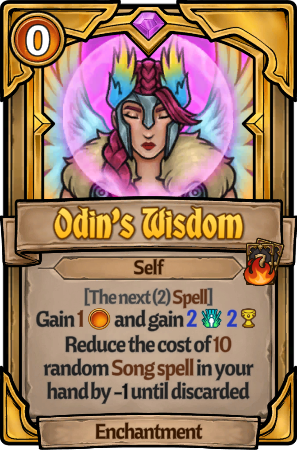 0
Odin's Wisdom
Self
[The next (2) Spell]
Gain 1 and gain 2 2
Reduce the cost of 10
random Song spell in your
hand by -1 until discarded
Enchantment